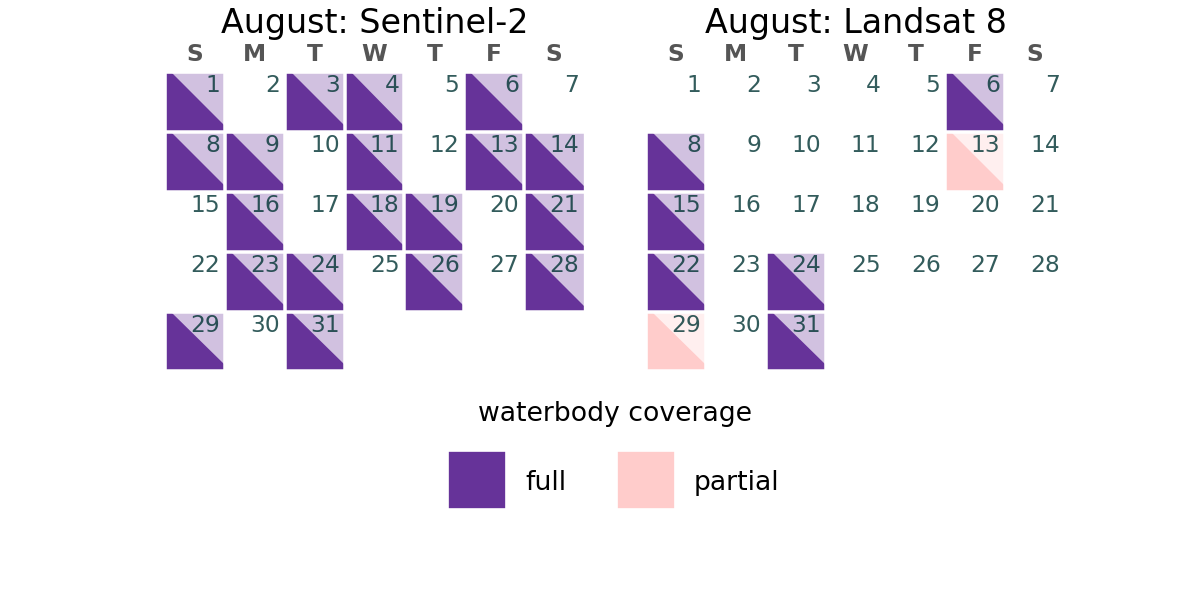 August: Sentinel-2
S M T W T F S
1 2 3 4 5 6 7
8 9 10 11 12 13 14
15 16 17 18 19 20 21
22 23 24 25 26 27 28
29 30 31
August: Landsat 8
S M T W T F S
1 2 3 4 5 6 7
8 9 10 11 12 13 14
15 16 17 18 19 20 21
22 23 24 25 26 27 28
29 30 31
waterbody coverage
full
partial